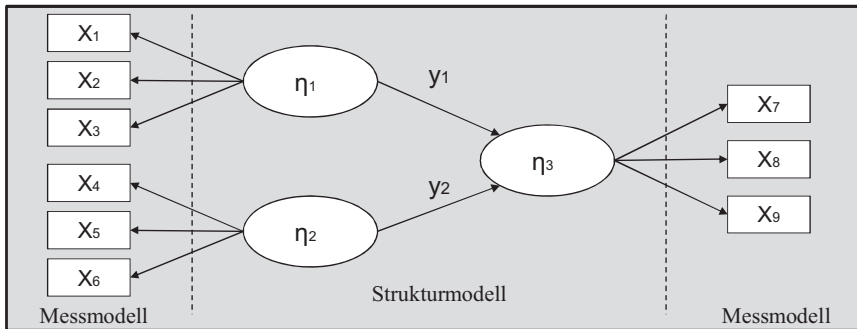 X1
X2
X3
X4
X5
X6
η1
η2
y1
y2
η3
X7
X8
X9
Messmodell
Strukturmodell
Messmodell